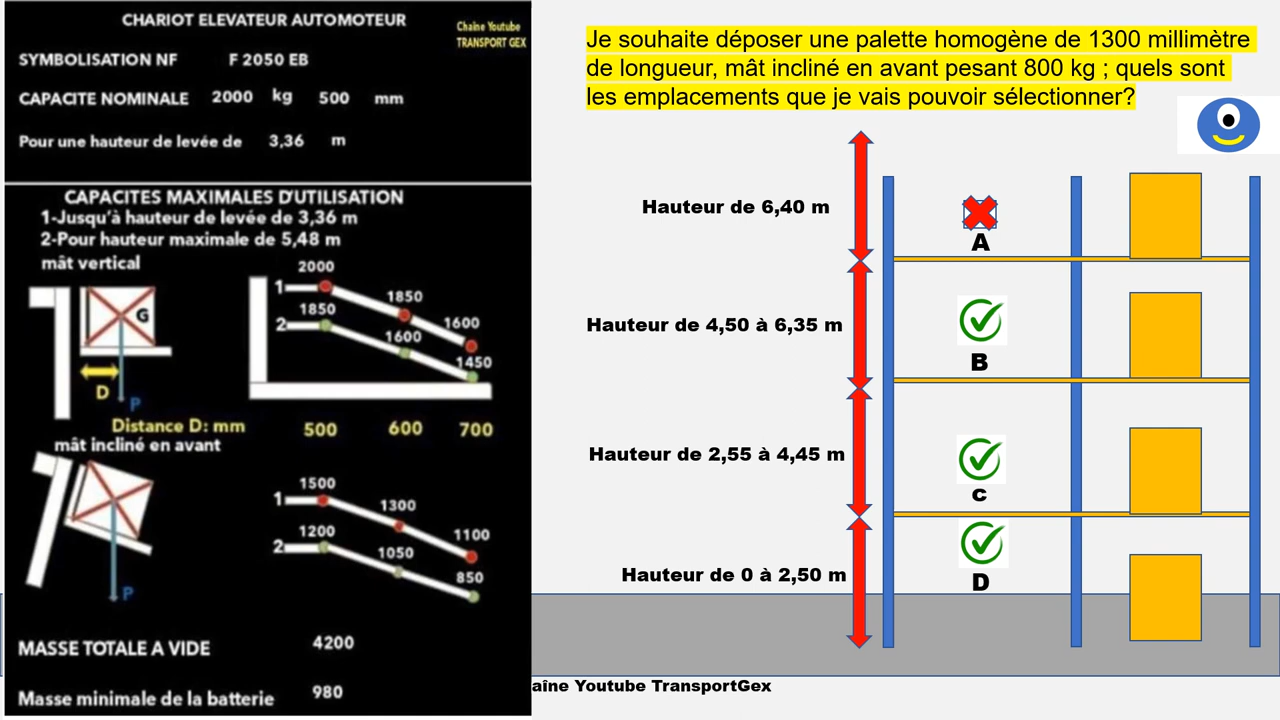 CHARIOT ELEVATEUR AUTOMOTEUR
Chaîne Youtube
TRANSPORT GEX
SYMBOLISATION NF F 2050 EB
CAPACITE NOMINALE 2000 kg 500 mm
Pour une hauteur de levée de 3,36 m
CAPACITES MAXIMALES D'UTILISATION
1-Jusqu'à hauteur de levée de 3,36 m
2-Pour hauteur maximale de 5,48 m
mât vertical
G
D
P
2000
1
1850
1600
1850
2
1600
1450
Distance D: mm 500 600 700
mât incliné en avant
P
1500
1
1300
1100
1200
2
1050
850
MASSE TOTALE A VIDE 4200
Masse minimale de la batterie 980
Je souhaite déposer une palette homogène de 1300 millimètre
de longueur, mât incliné en avant pesant 800 kg ; quels sont
les emplacements que je vais pouvoir sélectionner?
Hauteur de 6,40 m
A
Hauteur de 4,50 à 6,35 m
B
Hauteur de 2,55 à 4,45 m
c
Hauteur de 0 à 2,50 m
D
aîne Youtube TransportGex